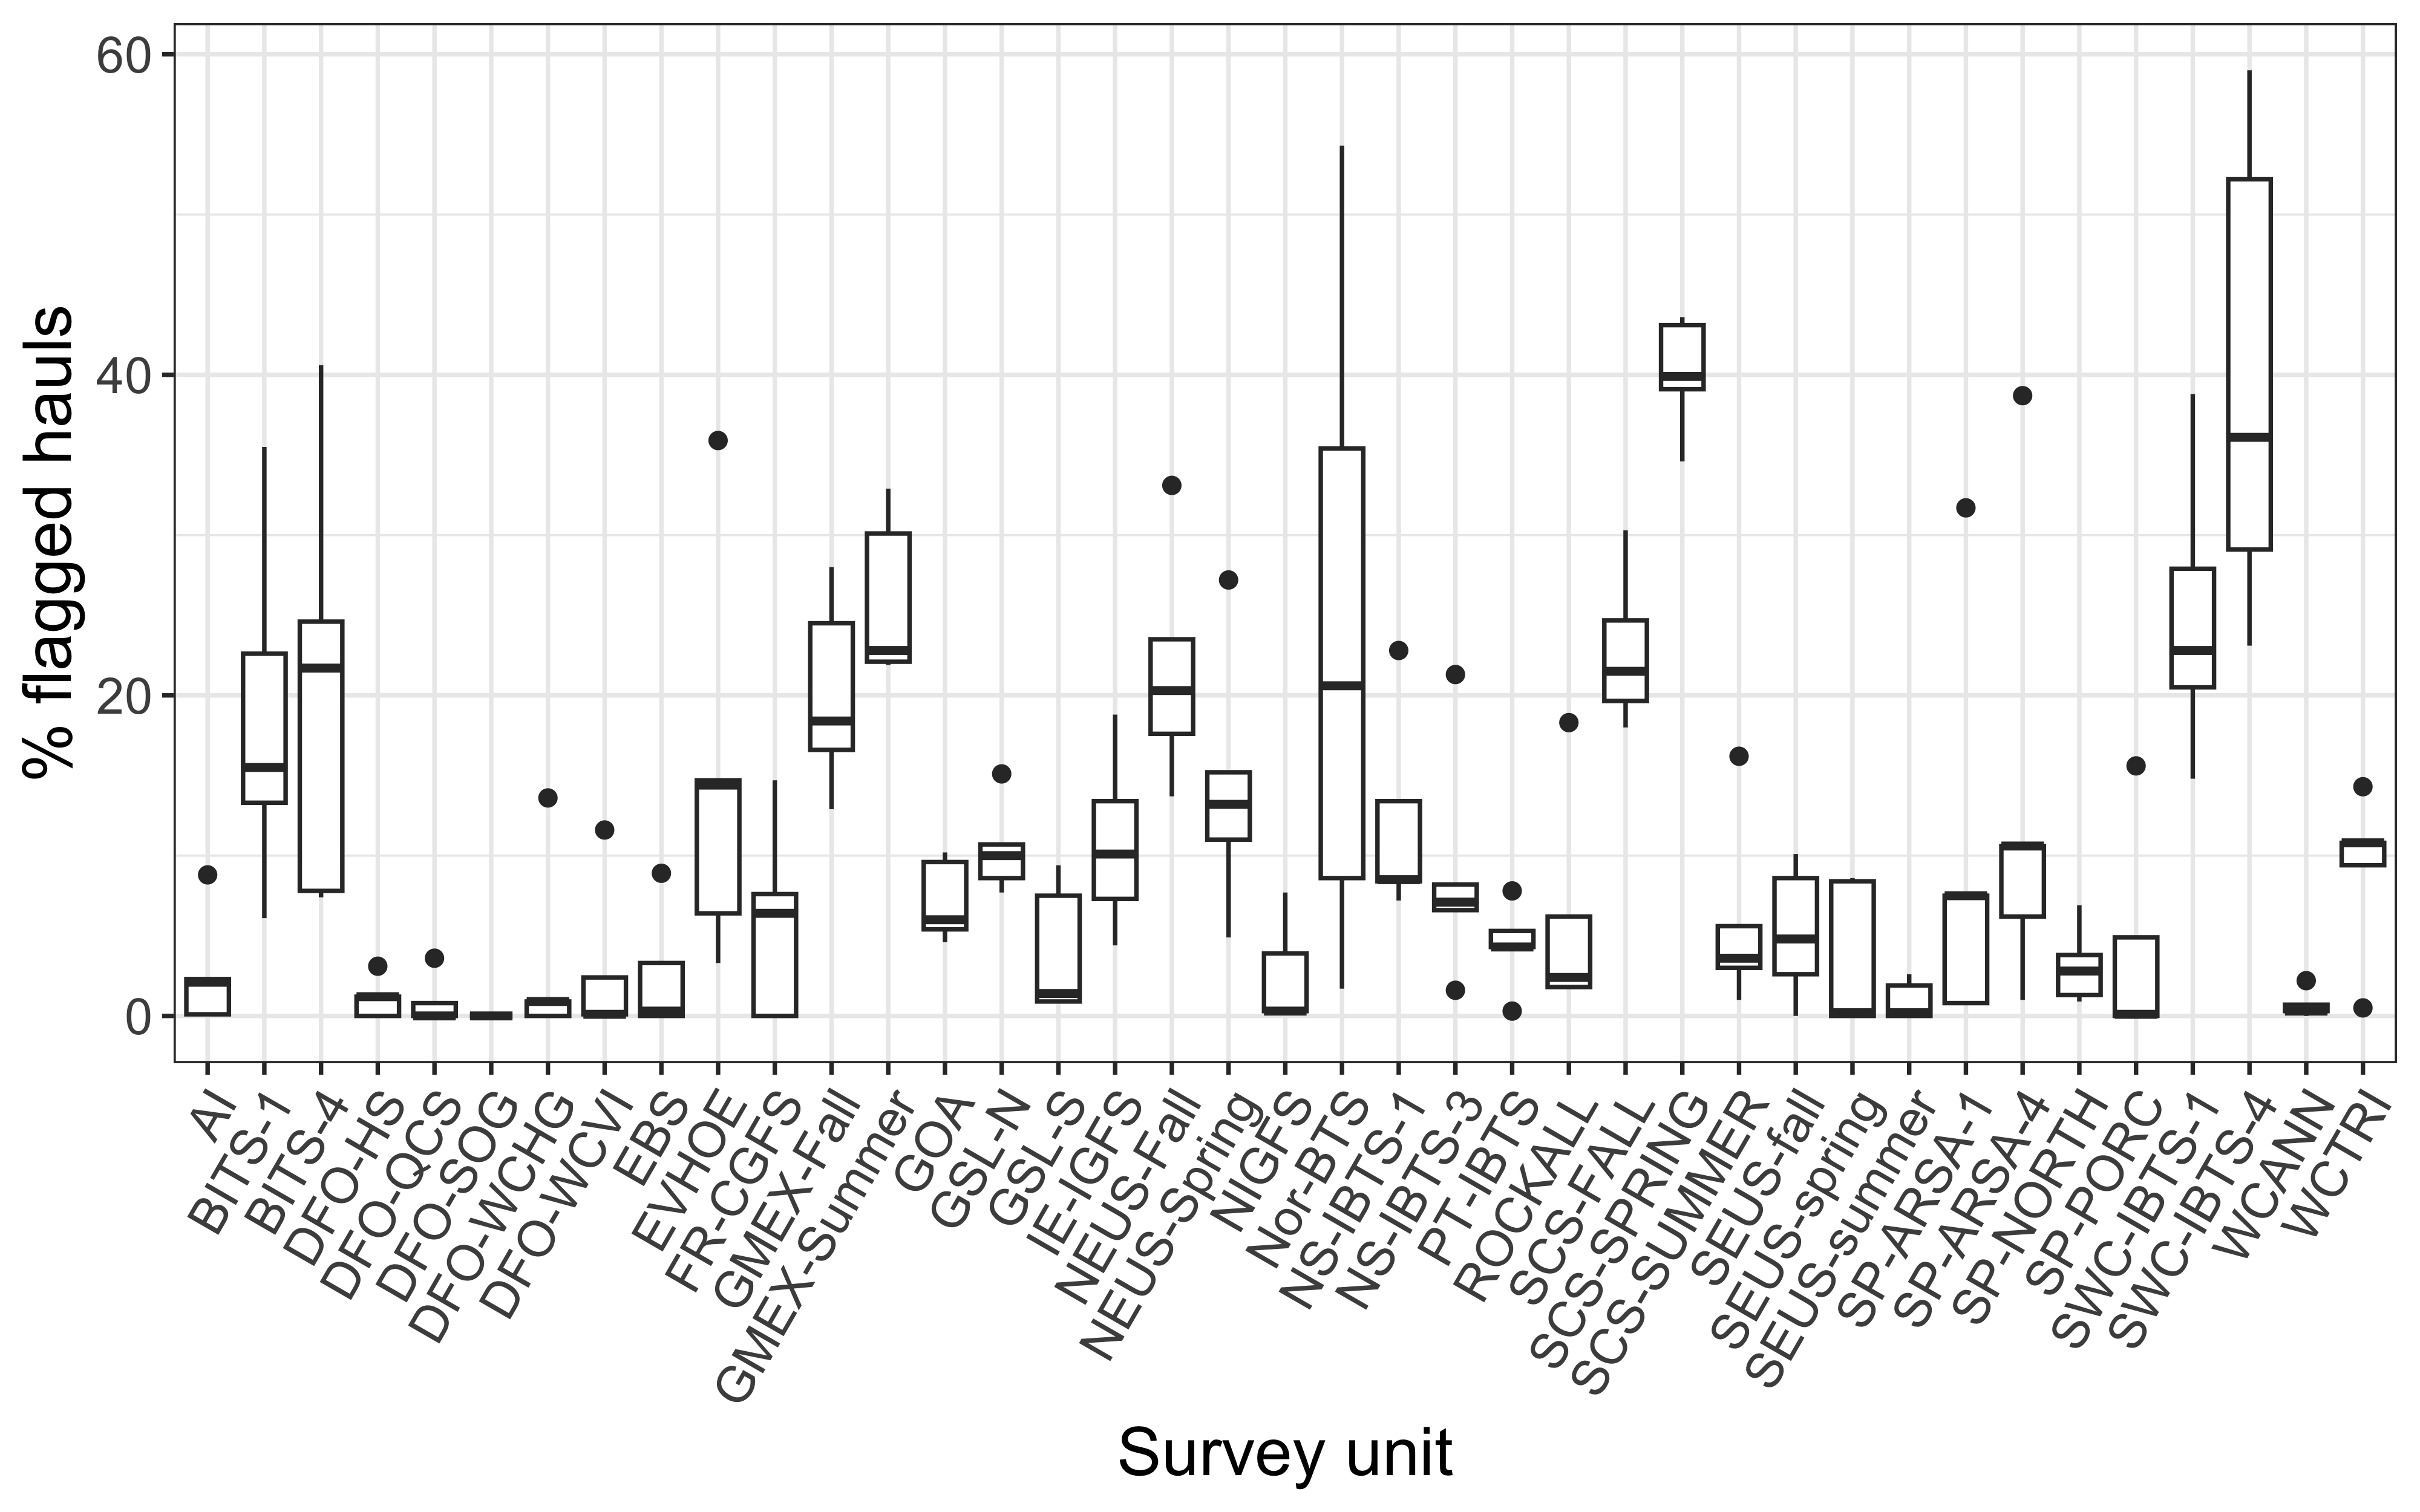 % flagged hauls
60
40
20
0
AI
BITS-1
BITS-4
DFO-HS
DFO-QCS
DFO-SOG
DFO-WCHG
DFO-WCVI
EBS
EVHOE
FR-CGFS
GMEX-Fall
GMEX-Summer
GOA
GSL-N
GSL-S
IE-IGFS
NEUS-Fall
NEUS-Spring
NIGFS
Nor-BTS
NS-IBTS-1
NS-IBTS-3
PT-IBTS
ROCKALL
SCS-FALL
SCS-SPRING
SCS-SUMMER
SEUS-fall
SEUS-spring
SEUS-summer
SP-ARSA-1
SP-ARSA-4
SP-NORTH
SP-PORC
SWC-IBTS-1
SWC-IBTS-4
WCANN
WCTRI
Survey unit